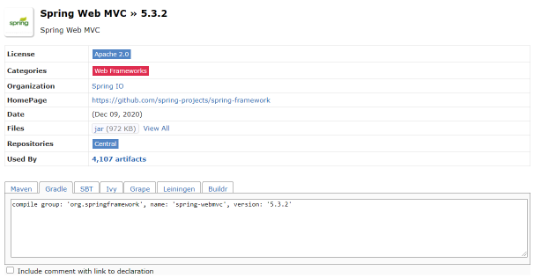 spring
Spring Web MVC » 5.3.2
Spring Web MVC
License Apache 2.0
Categories Web Frameworks
Organization Spring IO
HomePage https://github.com/spring-projects/spring-framework
Date (Dec 09, 2020)
Files jar (972 KB) View All
Repositories Central
Used By 4,107 artifacts
Maven Gradle SBT Ivy Grape Leiningen Buildr
compile group: 'org.springframework', name: 'spring-webmvc', version: '5.3.2'
Include comment with link to declaration